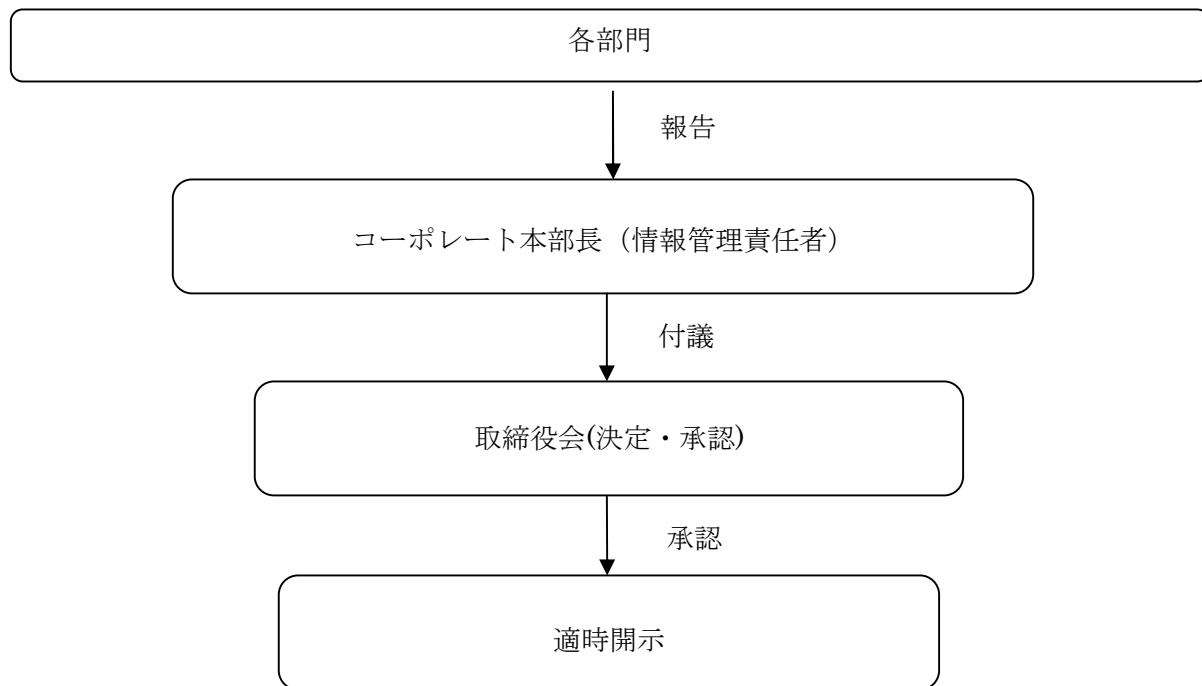 各部門
報告
コーポレート本部長（情報管理責任者）
付議
取締役会(決定・承認)
承認
適時開示